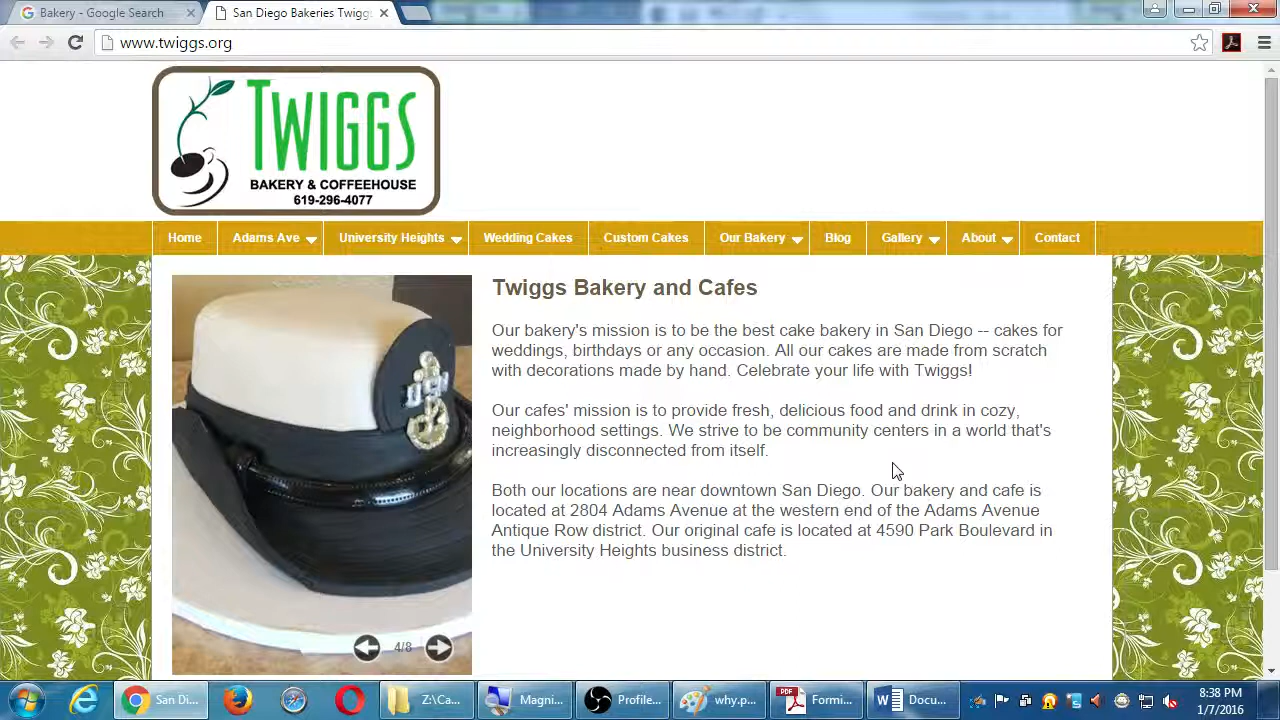 Bakery - Google Search
San Diego Bakeries Twiggs
www.twiggs.org
TWIGGS
BAKERY & COFFEEHOUSE
619-296-4077
Home Adams Ave University Heights Wedding Cakes Custom Cakes Our Bakery Blog Gallery About Contact
Twiggs Bakery and Cafes
Our bakery's mission is to be the best cake bakery in San Diego -- cakes for
weddings, birthdays or any occasion. All our cakes are made from scratch
with decorations made by hand. Celebrate your life with Twiggs!
Our cafes' mission is to provide fresh, delicious food and drink in cozy,
neighborhood settings. We strive to be community centers in a world that's
increasingly disconnected from itself.
Both our locations are near downtown San Diego. Our bakery and cafe is
located at 2804 Adams Avenue at the western end of the Adams Avenue
Antique Row district. Our original cafe is located at 4590 Park Boulevard in
the University Heights business district.
USN
4/8
San Di... Z:\Ca... Magni... Profile... why.p... PDF Formi... Docu... 8:38 PM
1/7/2016